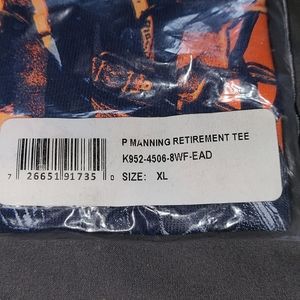 P MANNING RETIREMENT TEE
K952-4506-8WF-EAD
SIZE: XL
7 26651 91735 0